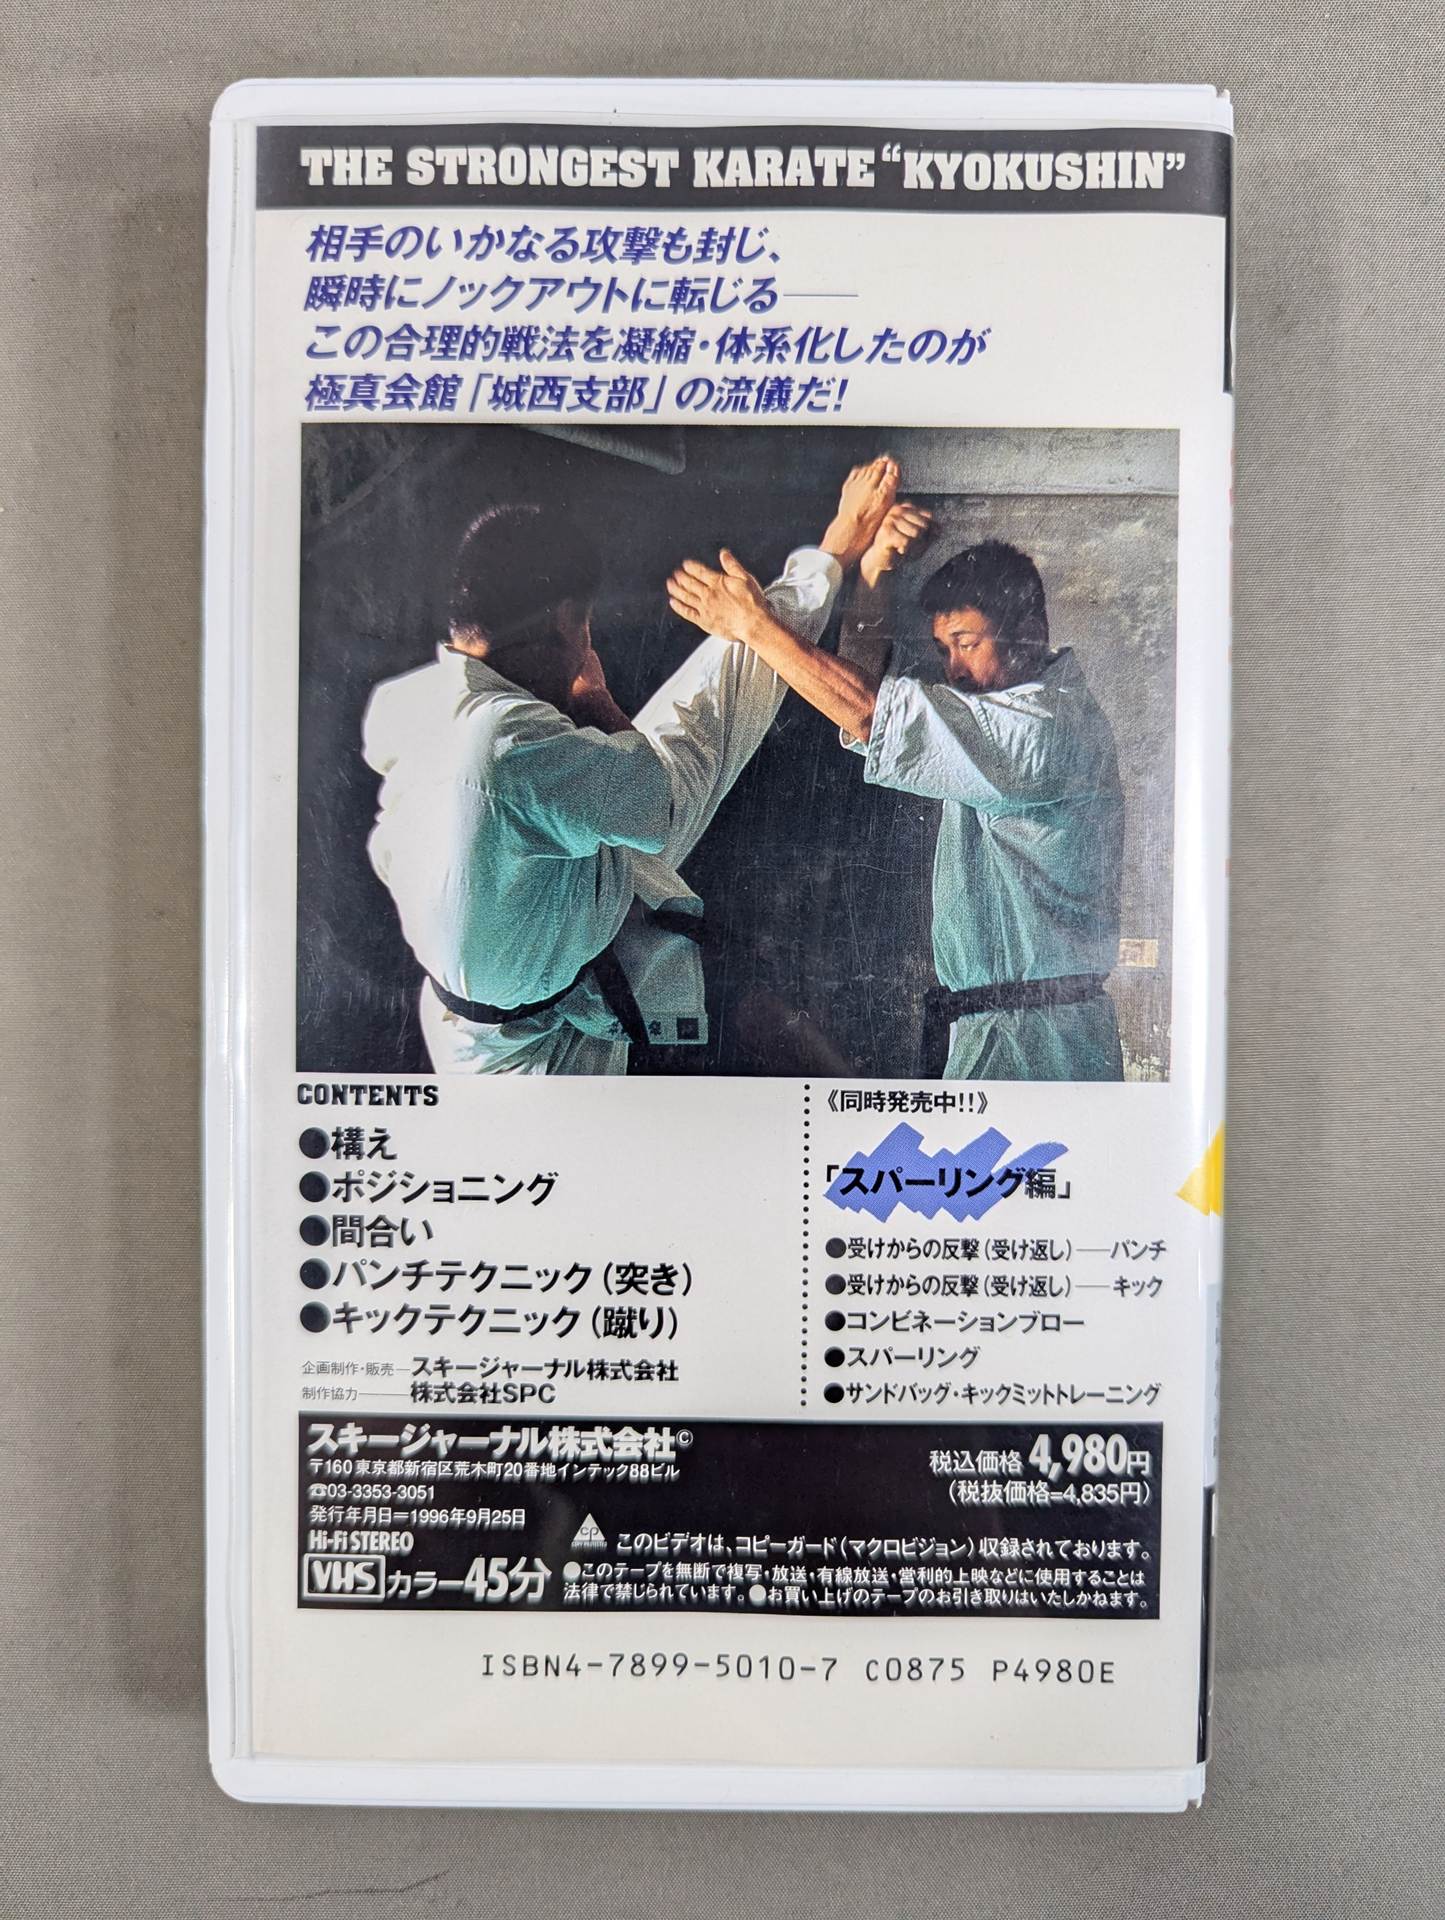 THE STRONGEST KARATE “KYOKUSHIN”
相手のいかなる攻撃も封じ、
瞬時にノックアウトに転じる——
この合理的戦法を凝縮・体系化したのが
極真会館「城西支部」の流儀だ!
CONTENTS
●構え
●ポジショニング
●間合い
●パンチテクニック(突き)
●キックテクニック(蹴り)
企画制作・販売—スキージャーナル株式会社
制作協力——株式会社SPC
《同時発売中!!》
「スパーリング編」
●受けからの反撃(受け返し)——パンチ
●受けからの反撃(受け返し)——キック
●コンビネーションブロー
●スパーリング
●サンドバッグ・キックミットトレーニング
スキージャーナル株式会社©
〒160 東京都新宿区荒木町20番地インテック88ビル
☎03-3353-3051
発行年月日=1996年9月25日
Hi-Fi STEREO
VHS カラー45分
税込価格 4,980円
(税抜価格=4,835円)
cp このビデオは、コピーガード(マクロビジョン)収録されております。
●このテープを無断で複写・放送・有線放送・営利的上映などに使用することは
法律で禁じられています。●お買い上げのテープのお引き取りはいたしかねます。
ISBN4-7899-5010-7 C0875 P4980E